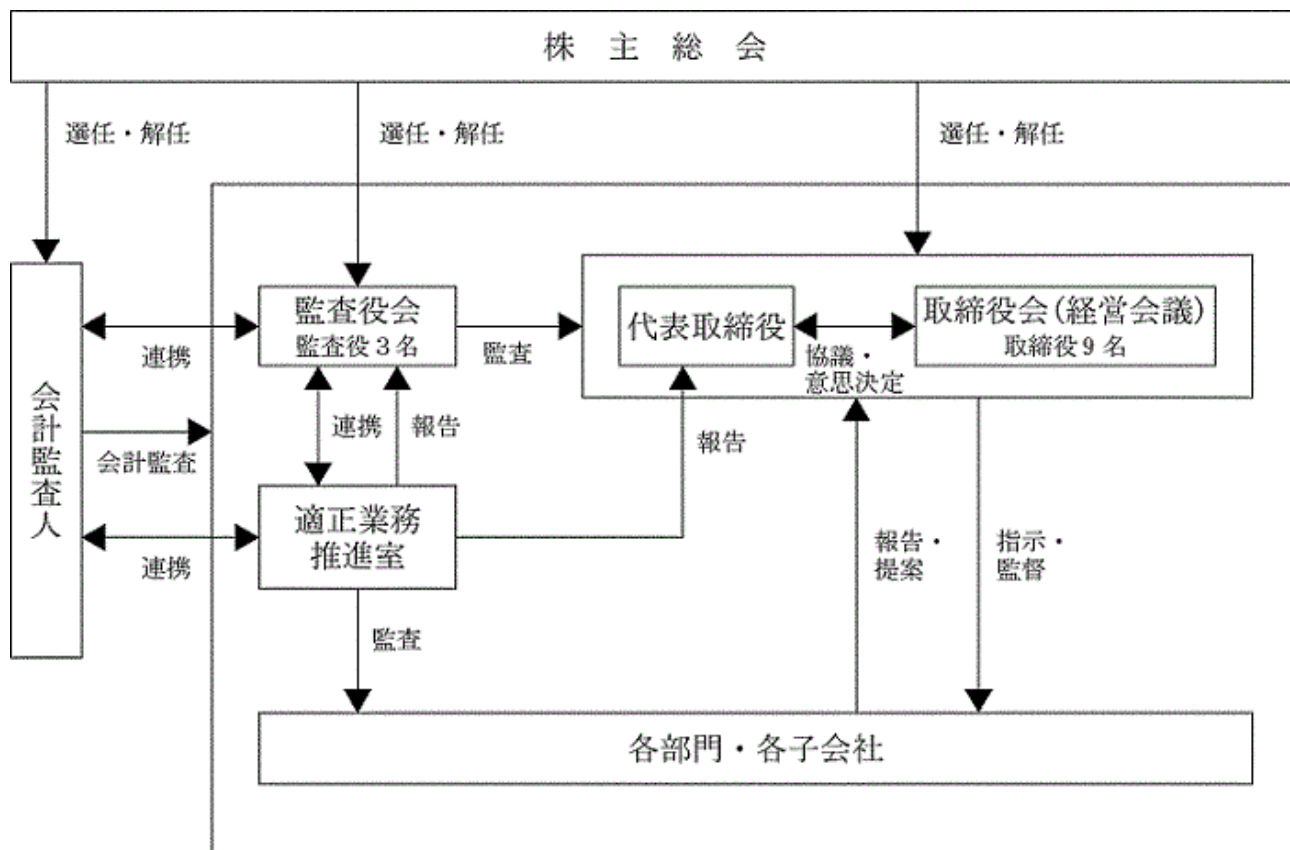 株主総会
選任・解任
選任・解任
選任・解任
監査役会
監査役3名
代表取締役
取締役会(経営会議)
取締役9名
連携
監査
協議・
意思決定
会計監査人
連携
報告
報告
会計監査
適正業務
推進室
連携
報告・
提案
指示・
監督
監査
各部門・各子会社